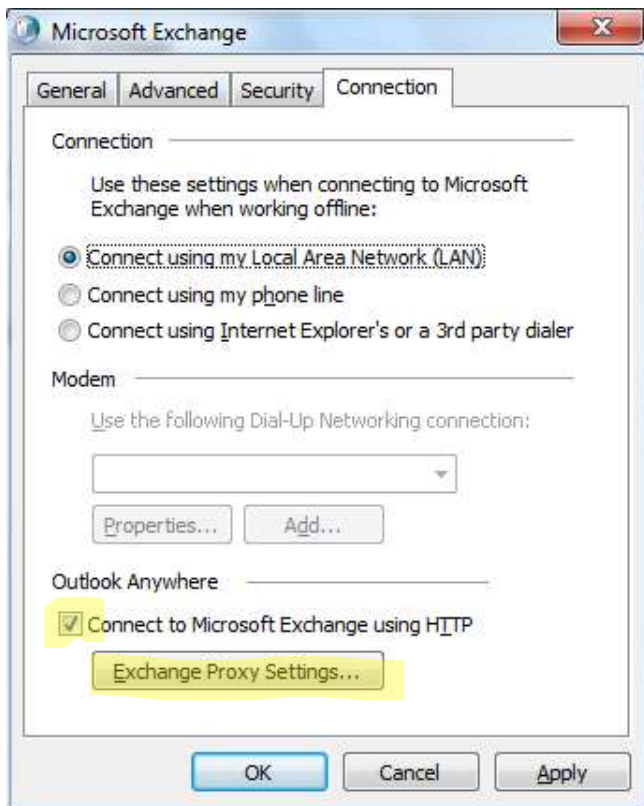 Microsoft Exchange
General Advanced Security Connection
Connection
Use these settings when connecting to Microsoft
Exchange when working offline:
Connect using my Local Area Network (LAN)
Connect using my phone line
Connect using Internet Explorer's or a 3rd party dialer
Modem
Use the following Dial-Up Networking connection:
Properties... Add...
Outlook Anywhere
Connect to Microsoft Exchange using HTTP
Exchange Proxy Settings...
OK Cancel Apply